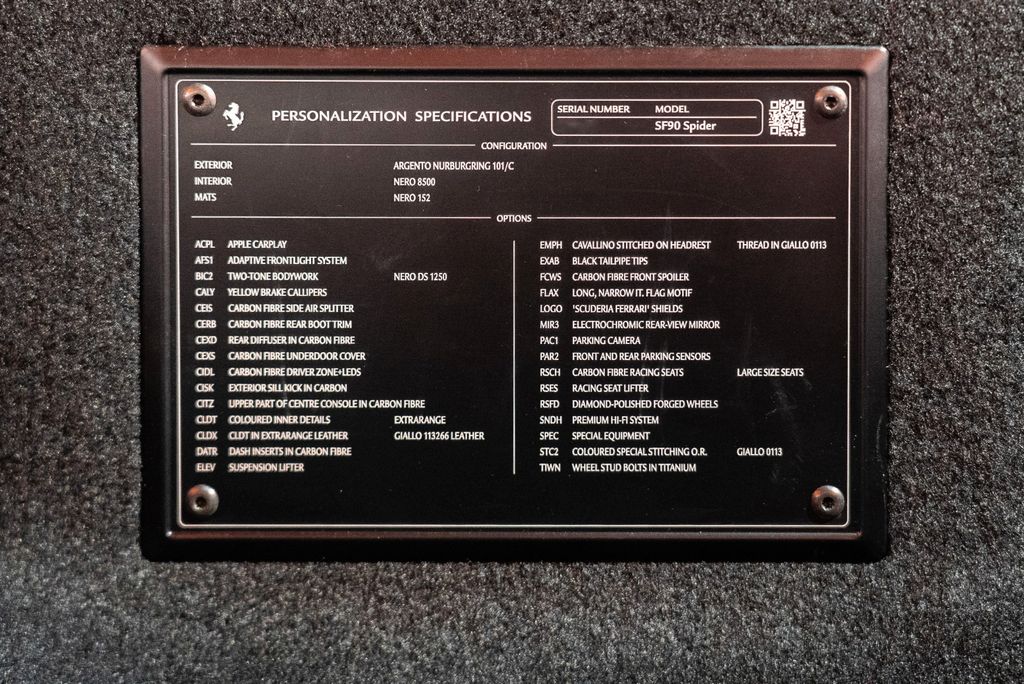 PERSONALIZATION SPECIFICATIONS
SERIAL NUMBER MODEL
SF90 Spider
CONFIGURATION
EXTERIOR ARGENTO NURBURGRING 101/C
INTERIOR NERO 8500
MATS NERO 152
OPTIONS
ACPL APPLE CARPLAY
AFS1 ADAPTIVE FRONTLIGHT SYSTEM
BIC2 TWO-TONE BODYWORK NERO DS 1250
CALY YELLOW BRAKE CALLIPERS
CEIS CARBON FIBRE SIDE AIR SPLITTER
CERB CARBON FIBRE REAR BOOT TRIM
CEXD REAR DIFFUSER IN CARBON FIBRE
CEXS CARBON FIBRE UNDERDOOR COVER
CIDL CARBON FIBRE DRIVER ZONE+LEDS
CISK EXTERIOR SILL KICK IN CARBON
CITZ UPPER PART OF CENTRE CONSOLE IN CARBON FIBRE
CLDT COLOURED INNER DETAILS EXTRARANGE
CLDX CLDT IN EXTRARANGE LEATHER GIALLO 113266 LEATHER
DATR DASH INSERTS IN CARBON FIBRE
ELEV SUSPENSION LIFTER
EMPH CAVALLINO STITCHED ON HEADREST THREAD IN GIALLO 0113
EXAB BLACK TAILPIPE TIPS
FCWS CARBON FIBRE FRONT SPOILER
FLAX LONG, NARROW IT. FLAG MOTIF
LOGO 'SCUDERIA FERRARI' SHIELDS
MIR3 ELECTROCHROMIC REAR-VIEW MIRROR
PAC1 PARKING CAMERA
PAR2 FRONT AND REAR PARKING SENSORS
RSCH CARBON FIBRE RACING SEATS LARGE SIZE SEATS
RSES RACING SEAT LIFTER
RSFD DIAMOND-POLISHED FORGED WHEELS
SNDH PREMIUM HI-FI SYSTEM
SPEC SPECIAL EQUIPMENT
STC2 COLOURED SPECIAL STITCHING O.R. GIALLO 0113
TIWN WHEEL STUD BOLTS IN TITANIUM